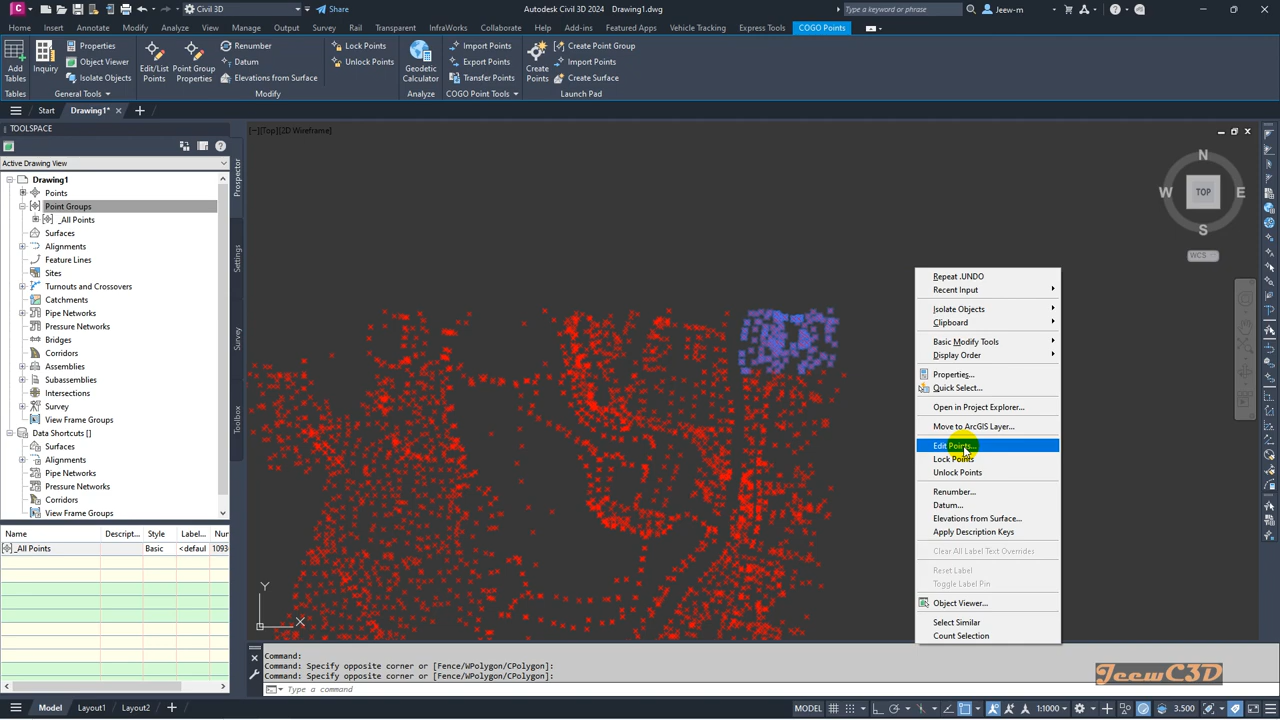 Civil 3D
Share
Autodesk Civil 3D 2024 Drawing1.dwg
Type a keyword or phrase
Jeew-m
Home Insert Annotate Modify Analyze View Manage Output Survey Rail Transparent InfraWorks Collaborate Help Add-ins Featured Apps Vehicle Tracking Express Tools COGO Points
Properties Renumber Lock Points Import Points Create Point Group
Object Viewer Datum Unlock Points Export Points Import Points
Isolate Objects Elevations from Surface Transfer Points Create Surface
Add Tables
Inquiry
Edit/List Points
Point Group Properties
Geodetic Calculator
Create Points
Tables General Tools Modify Analyze COGO Point Tools Launch Pad
Start Drawing1*
TOOLSPACE
Active Drawing View
Drawing1
Points
Point Groups
_All Points
Surfaces
Alignments
Feature Lines
Sites
Turnouts and Crossovers
Catchments
Pipe Networks
Pressure Networks
Bridges
Corridors
Assemblies
Subassemblies
Intersections
Survey
View Frame Groups
Data Shortcuts []
Surfaces
Alignments
Pipe Networks
Pressure Networks
Corridors
View Frame Groups
Prospector
Settings
Survey
Toolbox
Name Descript... Style Label... Nur
_All Points Basic <defaul 1093
[−][Top][2D Wireframe]
N
W TOP E
S
WCS
Y
X
Repeat .UNDO
Recent Input
Isolate Objects
Clipboard
Basic Modify Tools
Display Order
Properties...
Quick Select...
Open in Project Explorer...
Move to ArcGIS Layer...
Edit Points...
Lock Points
Unlock Points
Renumber...
Datum...
Elevations from Surface...
Apply Description Keys
Clear All Label Text Overrides
Reset Label
Toggle Label Pin
Object Viewer...
Select Similar
Count Selection
Command:
Command: Specify opposite corner or [Fence/WPolygon/CPolygon]:
Command: Specify opposite corner or [Fence/WPolygon/CPolygon]:
Type a command
JeewC3D
Model Layout1 Layout2
MODEL 1:1000 3.500